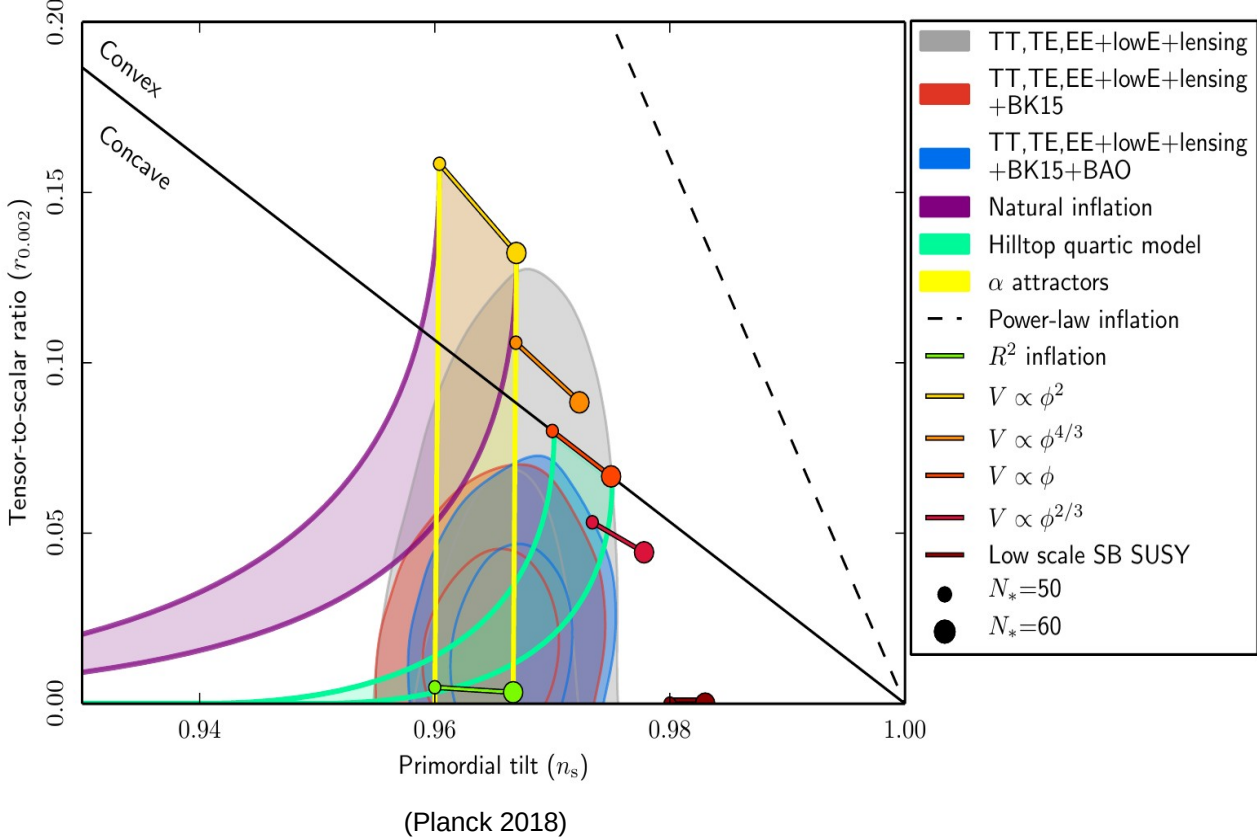 0.20
0.15
0.10
0.05
0.00
Tensor-to-scalar ratio (r₀.₀₀₂)
Convex
Concave
0.94
0.96
0.98
1.00
Primordial tilt (nₛ)
TT,TE,EE+lowE+lensing
TT,TE,EE+lowE+lensing
+BK15
TT,TE,EE+lowE+lensing
+BK15+BAO
Natural inflation
Hilltop quartic model
α attractors
Power-law inflation
R² inflation
V ∝ ϕ²
V ∝ ϕ^{4/3}
V ∝ ϕ
V ∝ ϕ^{2/3}
Low scale SB SUSY
N_*=50
N_*=60
(Planck 2018)